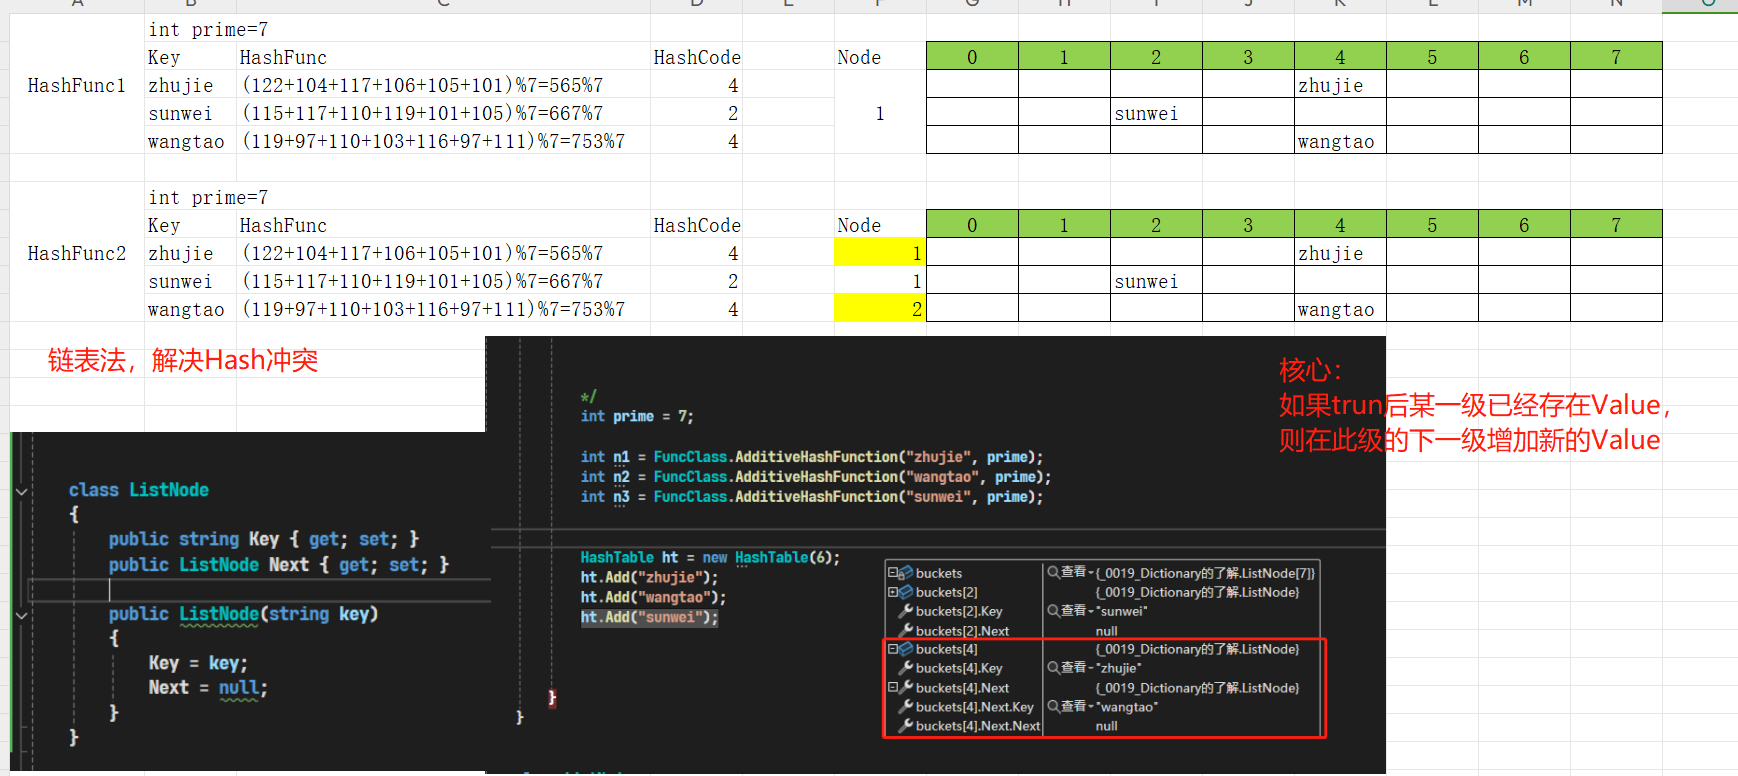 A B C D E F G H I J K L M N O
int prime=7
Key HashFunc HashCode Node 0 1 2 3 4 5 6 7
HashFunc1 zhujie (122+104+117+106+105+101)%7=565%7 4 zhujie
sunwei (115+117+110+119+101+105)%7=667%7 2 1 sunwei
wangtao (119+97+110+103+116+97+111)%7=753%7 4 wangtao
int prime=7
Key HashFunc HashCode Node 0 1 2 3 4 5 6 7
HashFunc2 zhujie (122+104+117+106+105+101)%7=565%7 4 1 zhujie
sunwei (115+117+110+119+101+105)%7=667%7 2 1 sunwei
wangtao (119+97+110+103+116+97+111)%7=753%7 4 2 wangtao
链表法，解决Hash冲突
class ListNode
{
public string Key { get; set; }
public ListNode Next { get; set; }
public ListNode(string key)
{
Key = key;
Next = null;
}
}
*/
int prime = 7;
int n1 = FuncClass.AdditiveHashFunction("zhujie", prime);
int n2 = FuncClass.AdditiveHashFunction("wangtao", prime);
int n3 = FuncClass.AdditiveHashFunction("sunwei", prime);
HashTable ht = new HashTable(6);
ht.Add("zhujie");
ht.Add("wangtao");
ht.Add("sunwei");
}
}
buckets 查看 {_0019_Dictionary的了解.ListNode[7]}
buckets[2] {_0019_Dictionary的了解.ListNode}
buckets[2].Key 查看 "sunwei"
buckets[2].Next null
buckets[4] {_0019_Dictionary的了解.ListNode}
buckets[4].Key 查看 "zhujie"
buckets[4].Next {_0019_Dictionary的了解.ListNode}
buckets[4].Next.Key 查看 "wangtao"
buckets[4].Next.Next null
核心：
如果trun后某一级已经存在Value，
则在此级的下一级增加新的Value